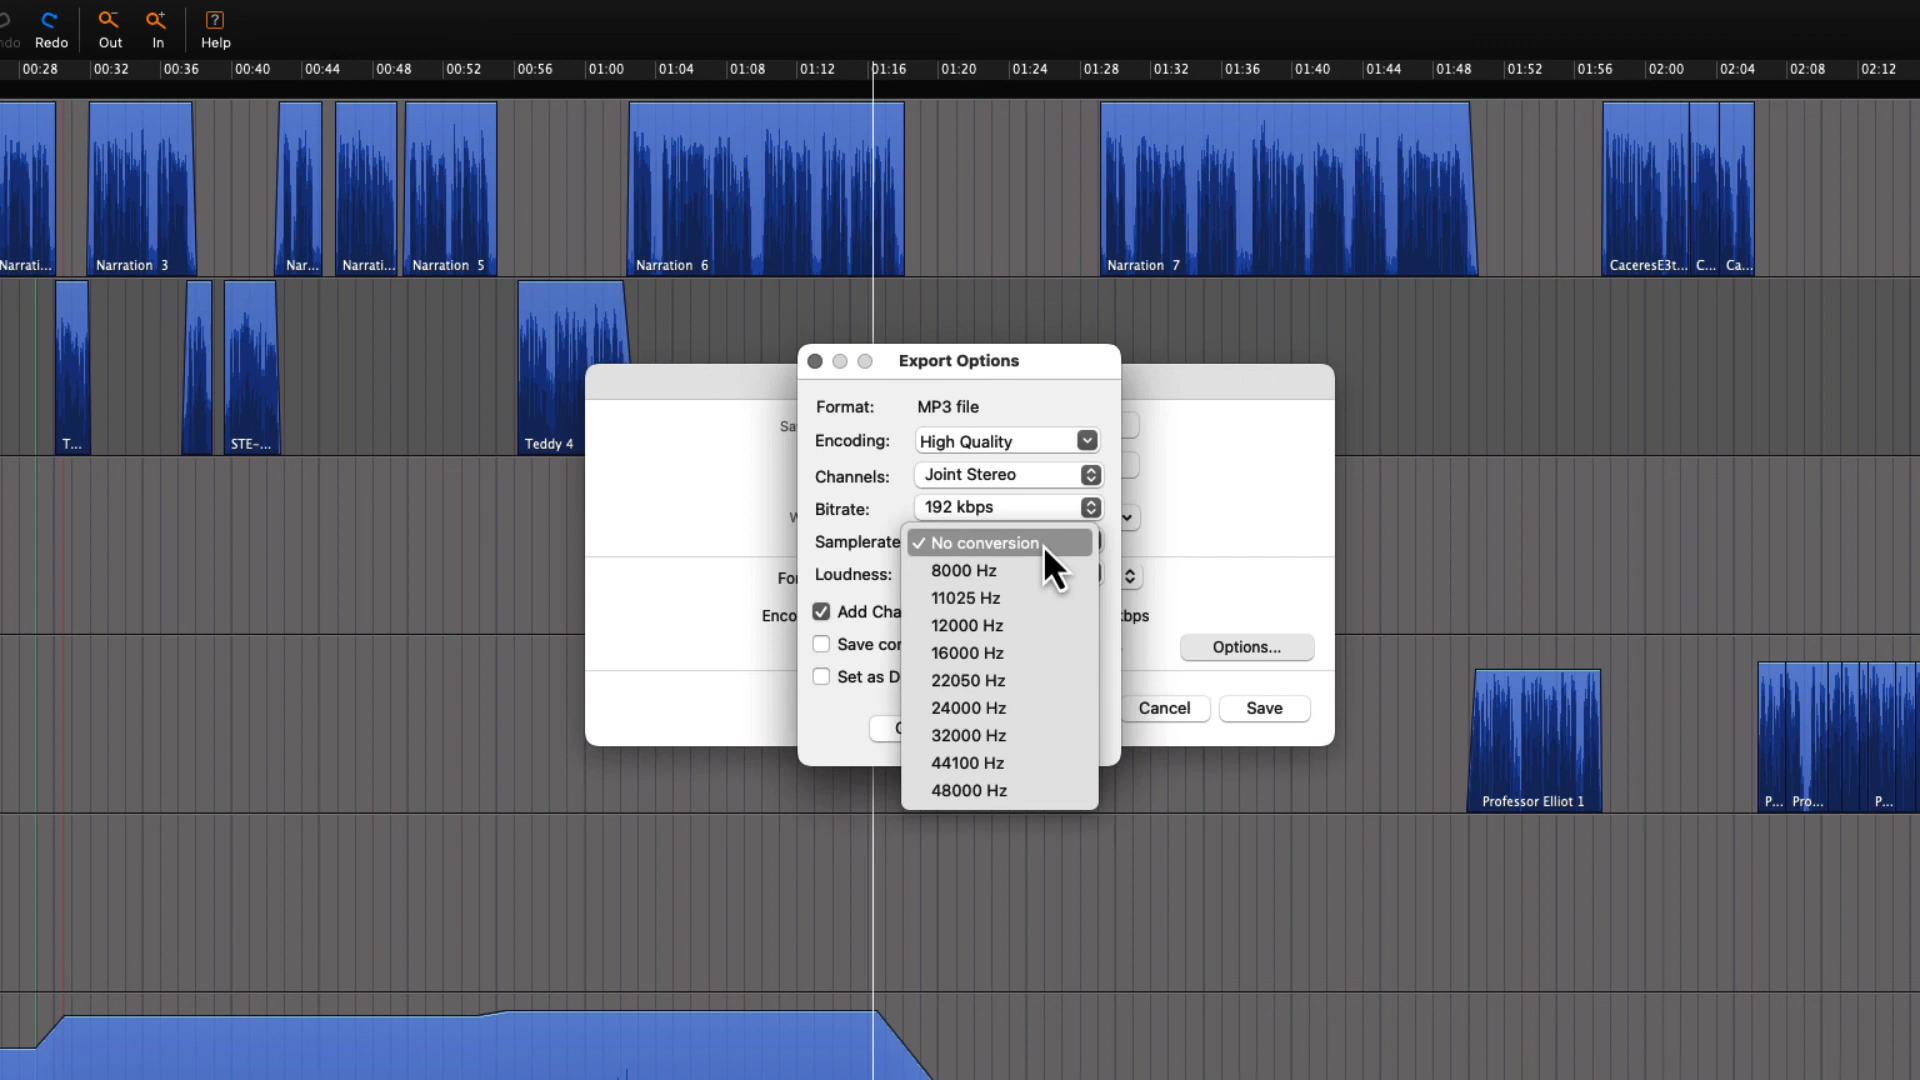 ndo Redo Out In Help
00:28 00:32 00:36 00:40 00:44 00:48 00:52 00:56 01:00 01:04 01:08 01:12 01:16 01:20 01:24 01:28 01:32 01:36 01:40 01:44 01:48 01:52 01:56 02:00 02:04 02:08 02:12
Narrati... Narration 3 Nar... Narrati... Narration 5 Narration 6 Narration 7 CaceresE3t... C... Ca...
T... STE-... Teddy 4
Export Options
Format: MP3 file
Encoding: High Quality
Channels: Joint Stereo
Bitrate: 192 kbps
Samplerate
✓ No conversion
8000 Hz
11025 Hz
12000 Hz
16000 Hz
22050 Hz
24000 Hz
32000 Hz
44100 Hz
48000 Hz
Loudness:
Add Cha
Save cor
Set as D
Sa
W
For
Enco
kbps
Options...
Cancel Save
Professor Elliot 1 P... Pro... P...